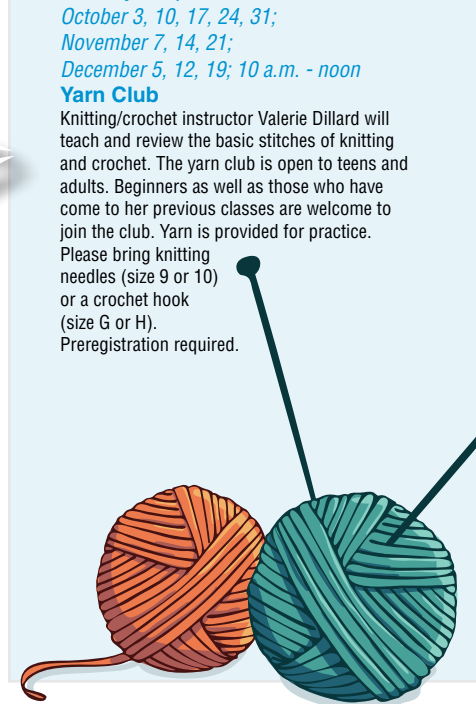 October 3, 10, 17, 24, 31;
November 7, 14, 21;
December 5, 12, 19; 10 a.m. - noon
Yarn Club
Knitting/crochet instructor Valerie Dillard will
teach and review the basic stitches of knitting
and crochet. The yarn club is open to teens and
adults. Beginners as well as those who have
come to her previous classes are welcome to
join the club. Yarn is provided for practice.
Please bring knitting
needles (size 9 or 10)
or a crochet hook
(size G or H).
Preregistration required.